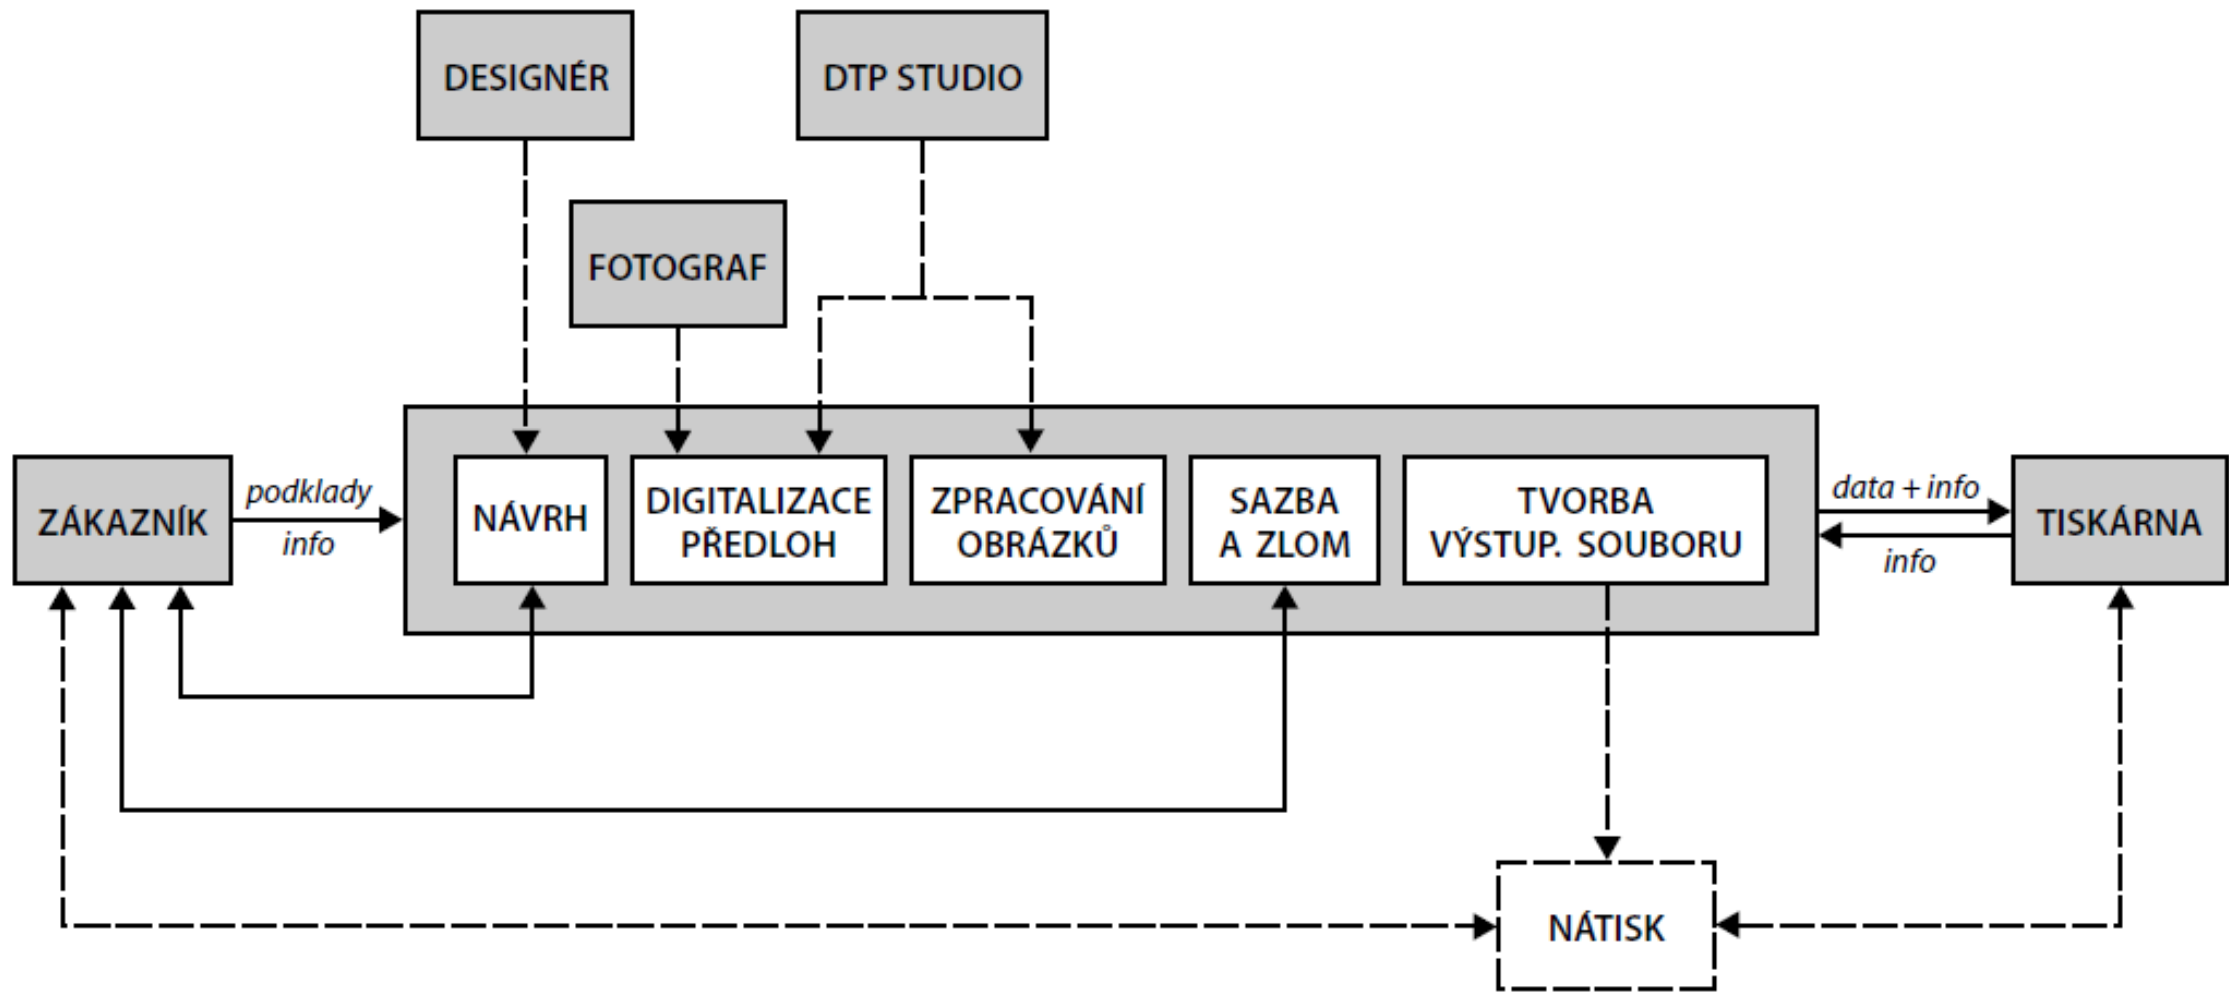 DESIGNÉR
DTP STUDIO
FOTOGRAF
ZÁKAZNÍK
podklady
info
NÁVRH
DIGITALIZACE
PŘEDLOH
ZPRACOVÁNÍ
OBRÁZKŮ
SAZBA
A ZLOM
TVORBA
VÝSTUP. SOUBORU
data + info
info
TISKÁRNA
NÁTISK